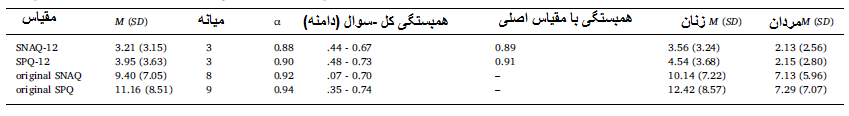 مقیاس M (SD) میانه α همبستگی کل -سوال (دامنه) همبستگی با مقیاس اصلی زنان M (SD) مردان M (SD)
SNAQ-12 3.21 (3.15) 3 0.88 .44 - 0.67 0.89 3.56 (3.24) 2.13 (2.56)
SPQ-12 3.95 (3.63) 3 0.90 .48 - 0.73 0.91 4.54 (3.68) 2.15 (2.80)
original SNAQ 9.40 (7.05) 8 0.92 .07 - 0.70 – 10.14 (7.22) 7.13 (5.96)
original SPQ 11.16 (8.51) 9 0.94 .35 - 0.74 – 12.42 (8.57) 7.29 (7.07)